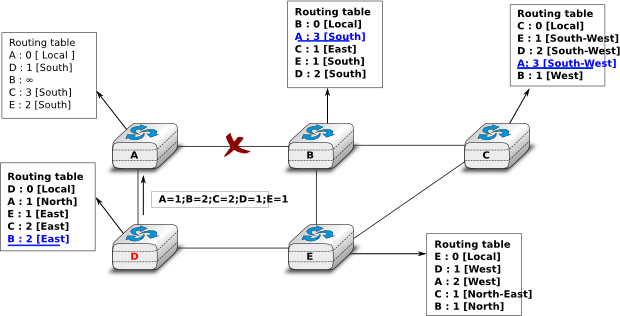 Routing table
B : 0 [Local]
A : 3 [South]
C : 1 [East]
E : 1 [South]
D : 2 [South]
Routing table
C : 0 [Local]
E : 1 [South-West]
D : 2 [South-West]
A: 3 [South-West]
B : 1 [West]
Routing table
A : 0 [ Local ]
D : 1 [South]
B : ∞
C : 3 [South]
E : 2 [South]
A
B
C
Routing table
D : 0 [Local]
A : 1 [North]
E : 1 [East]
C : 2 [East]
B : 2 [East]
A=1;B=2;C=2;D=1;E=1
D
E
Routing table
E : 0 [Local]
D : 1 [West]
A : 2 [West]
C : 1 [North-East]
B : 1 [North]